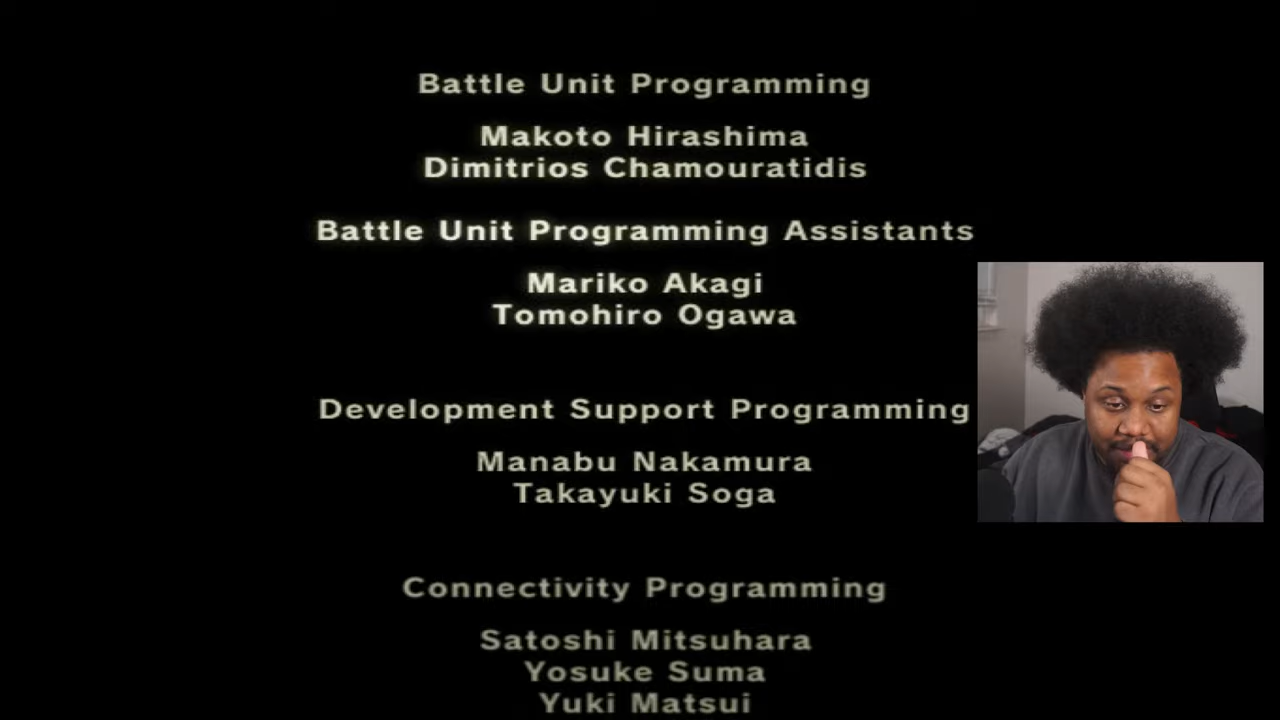 Battle Unit Programming
Makoto Hirashima
Dimitrios Chamouratidis
Battle Unit Programming Assistants
Mariko Akagi
Tomohiro Ogawa
Development Support Programming
Manabu Nakamura
Takayuki Soga
Connectivity Programming
Satoshi Mitsuhara
Yosuke Suma
Yuki Matsui